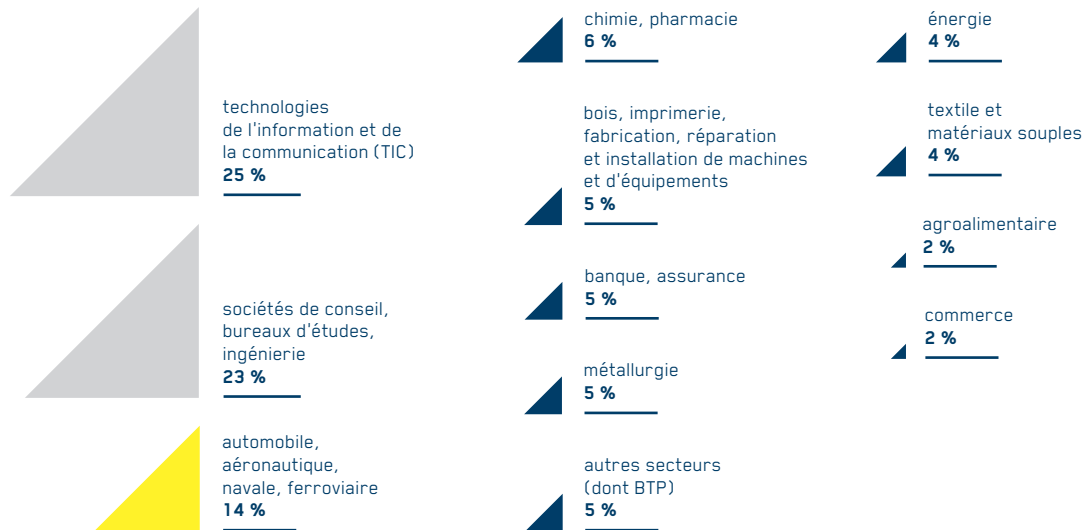 technologies
de l'information et de
la communication (TIC)
25 %
sociétés de conseil,
bureaux d'études,
ingénierie
23 %
automobile,
aéronautique,
navale, ferroviaire
14 %
chimie, pharmacie
6 %
bois, imprimerie,
fabrication, réparation
et installation de machines
et d'équipements
5 %
banque, assurance
5 %
métallurgie
5 %
autres secteurs
(dont BTP)
5 %
énergie
4 %
textile et
matériaux souples
4 %
agroalimentaire
2 %
commerce
2 %